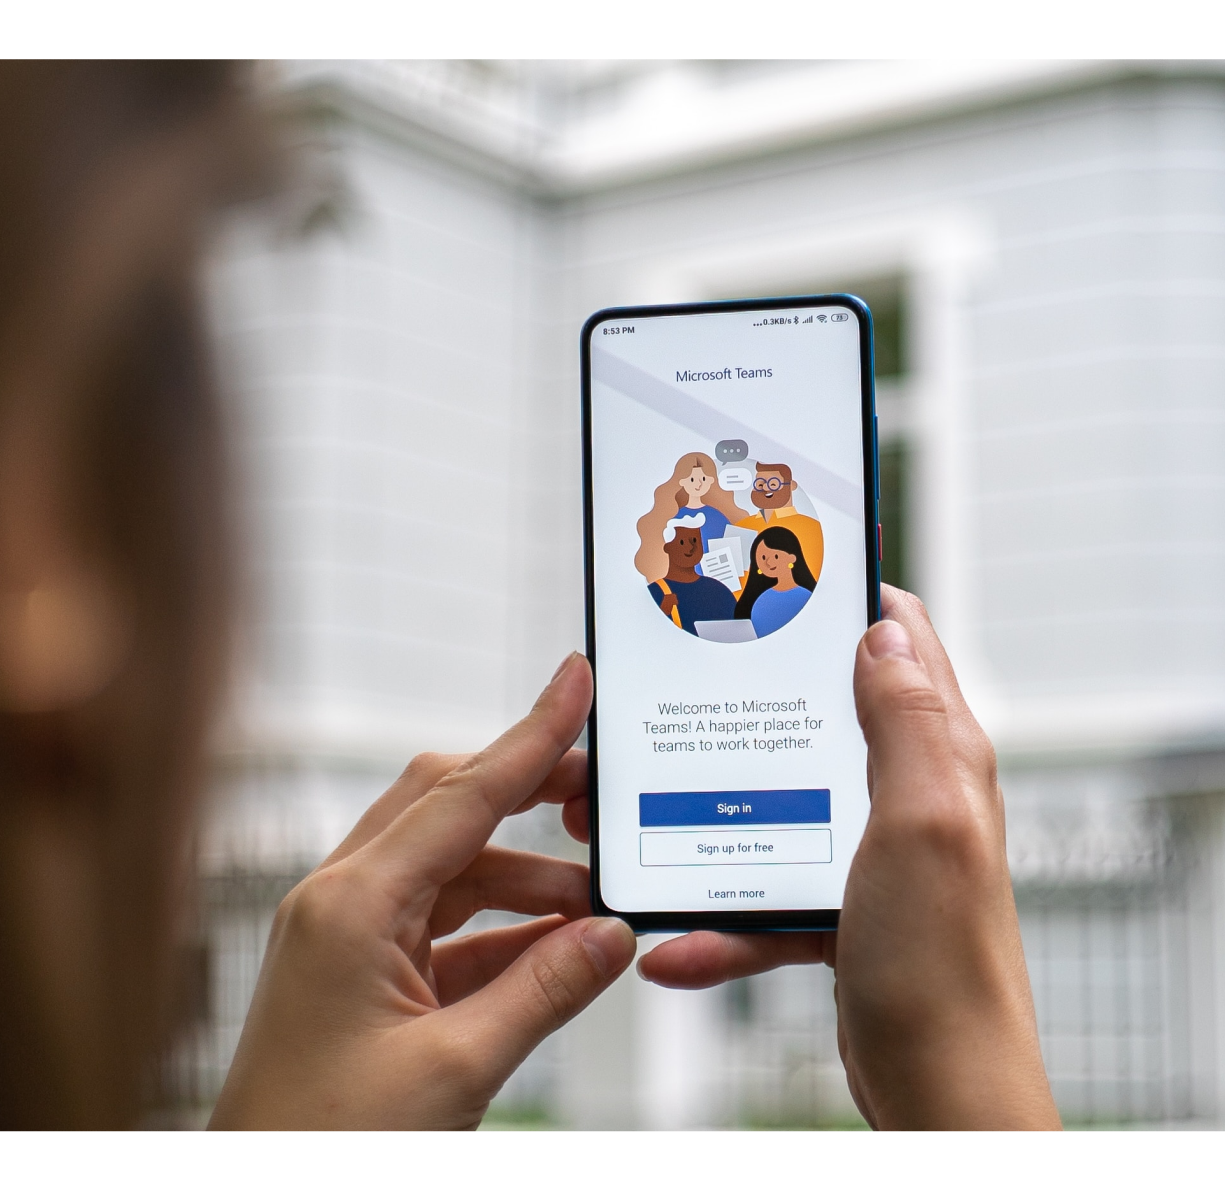 8:53 PM
...0.3KB/s
73
Microsoft Teams
Welcome to Microsoft
Teams! A happier place for
teams to work together.
Sign in
Sign up for free
Learn more